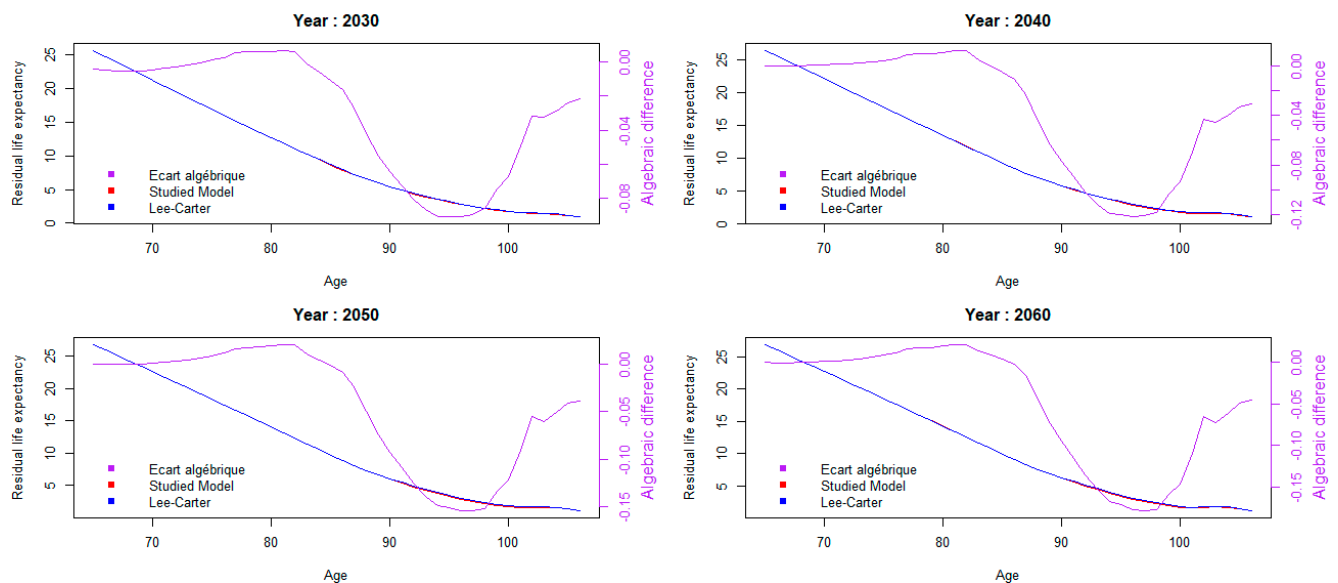 Year : 2030
Residual life expectancy
25
20
15
10
5
0
Ecart algébrique
Studied Model
Lee-Carter
0.00
-0.04
-0.08
Algebraic difference
70
80
90
100
Age
Year : 2040
Residual life expectancy
25
20
15
10
5
0
Ecart algébrique
Studied Model
Lee-Carter
0.00
-0.04
-0.08
-0.12
Algebraic difference
70
80
90
100
Age
Year : 2050
Residual life expectancy
25
20
15
10
5
Ecart algébrique
Studied Model
Lee-Carter
0.00
-0.05
-0.10
-0.15
Algebraic difference
70
80
90
100
Age
Year : 2060
Residual life expectancy
25
20
15
10
5
Ecart algébrique
Studied Model
Lee-Carter
0.00
-0.05
-0.10
-0.15
Algebraic difference
70
80
90
100
Age